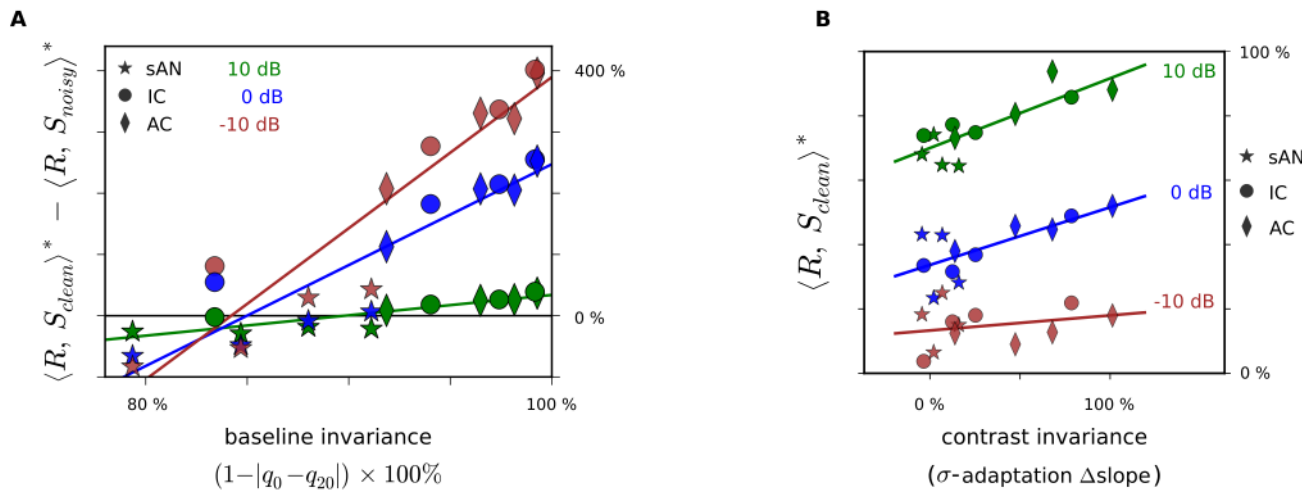 A
⟨R, S_clean⟩* − ⟨R, S_noisy⟩*
sAN 10 dB
IC 0 dB
AC -10 dB
400 %
0 %
80 % 100 %
baseline invariance
(1−|q₀−q₂₀|) × 100%
B
⟨R, S_clean⟩*
100 %
10 dB
0 dB
-10 dB
0 %
sAN
IC
AC
0 % 100 %
contrast invariance
(σ-adaptation Δslope)